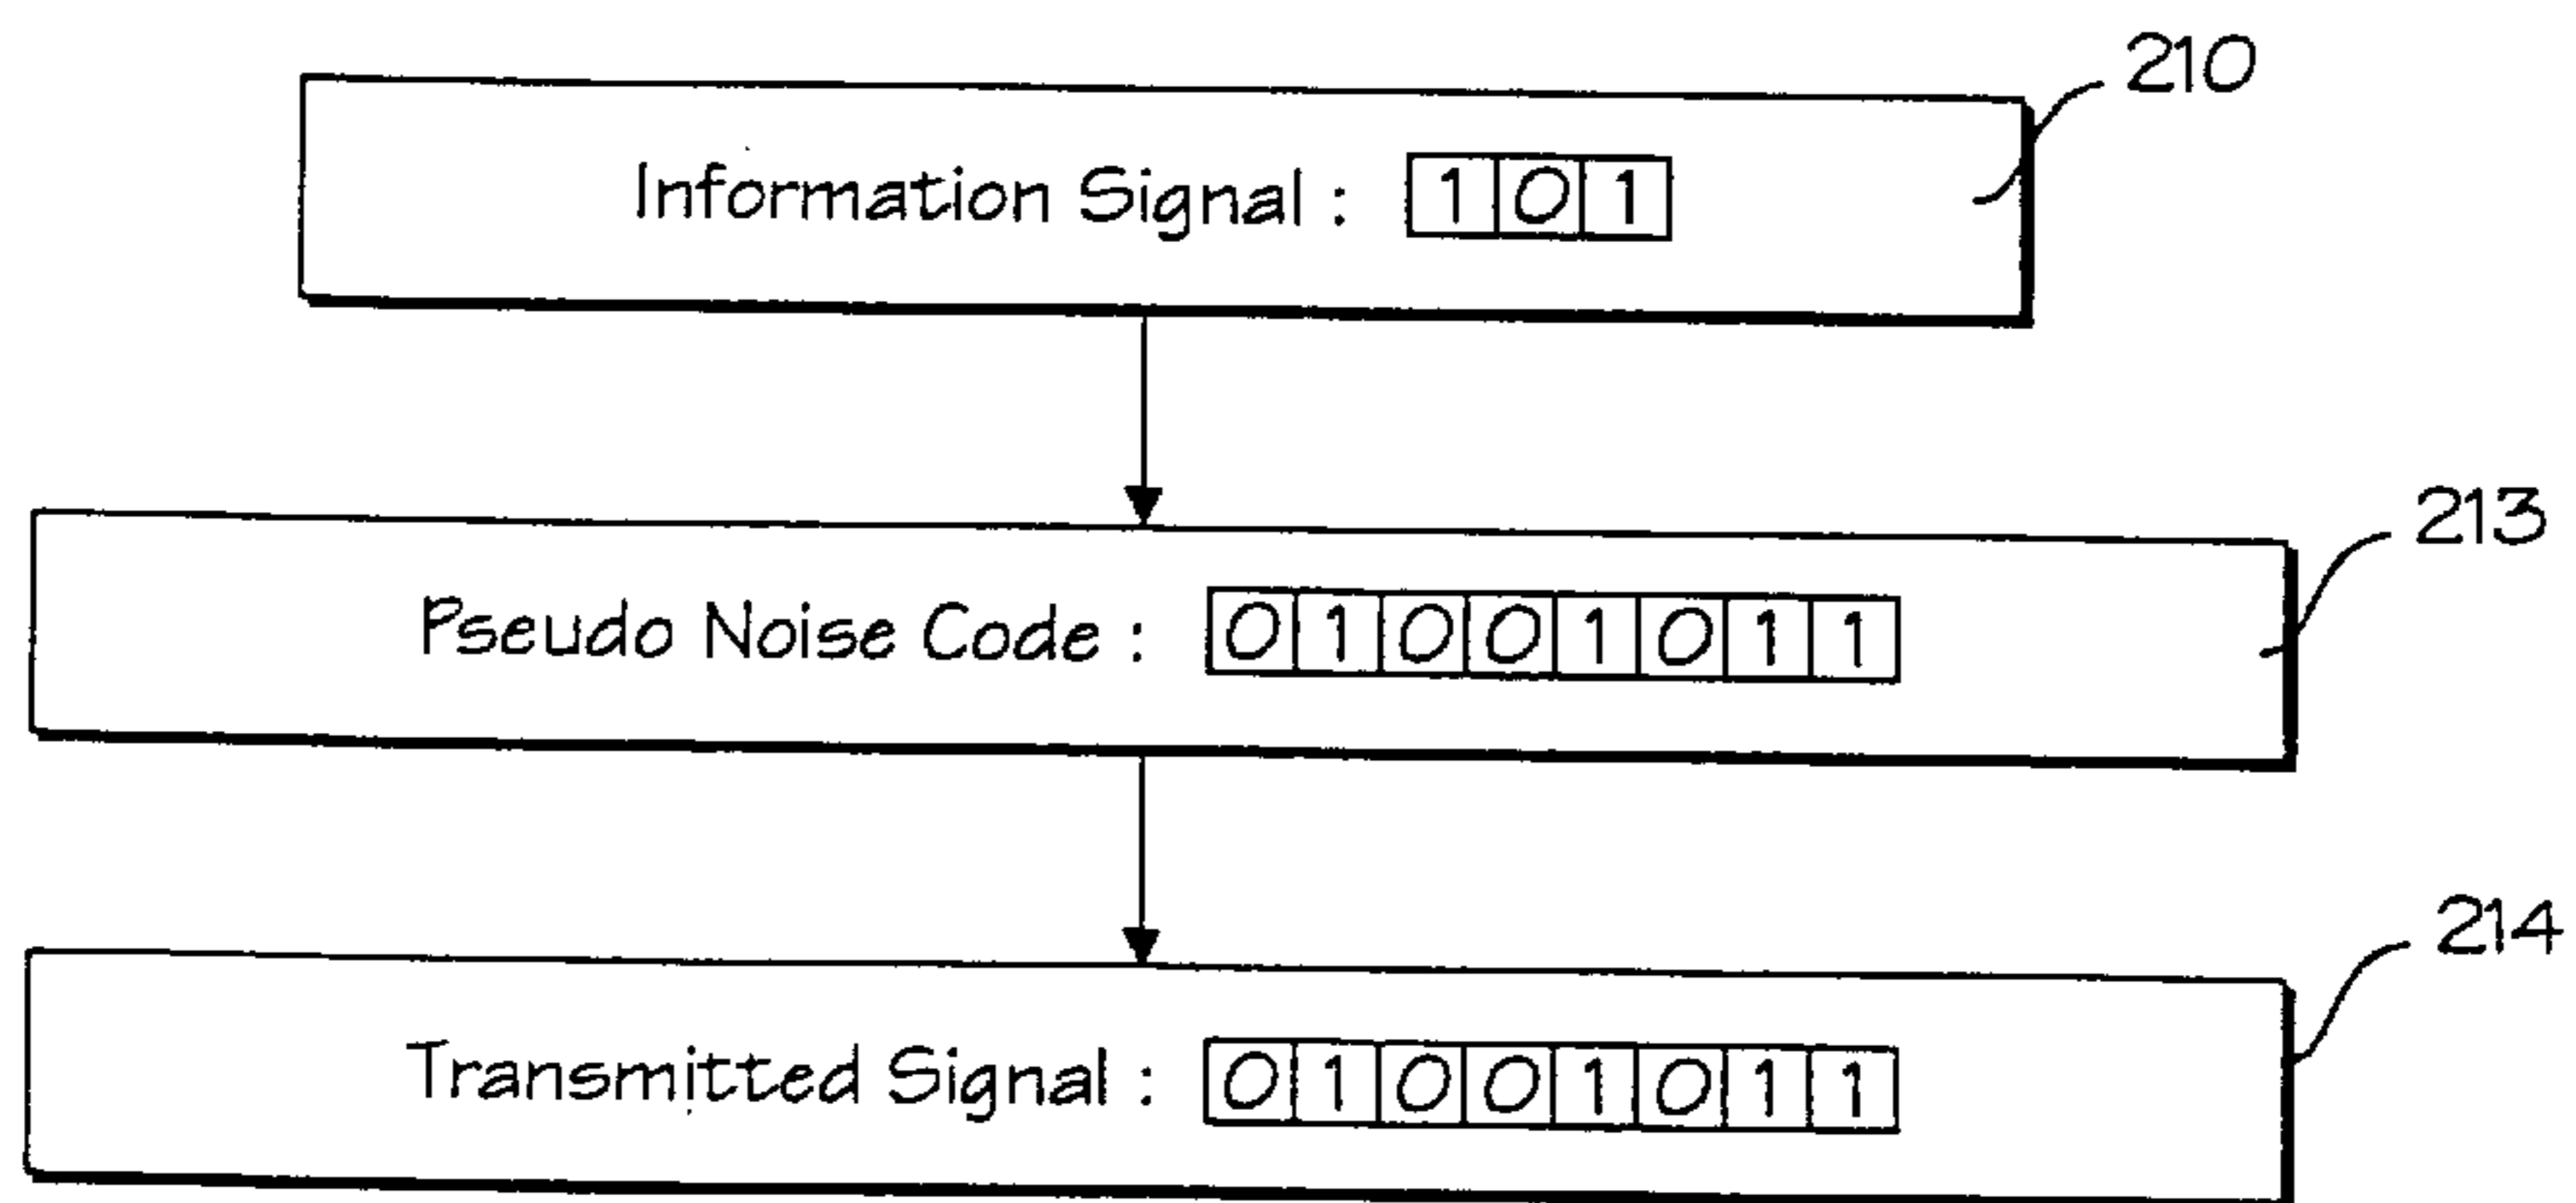 210
Information Signal : 1 0 1
213
Pseudo Noise Code : 0 1 0 0 1 0 1 1
214
Transmitted Signal : 0 1 0 0 1 0 1 1